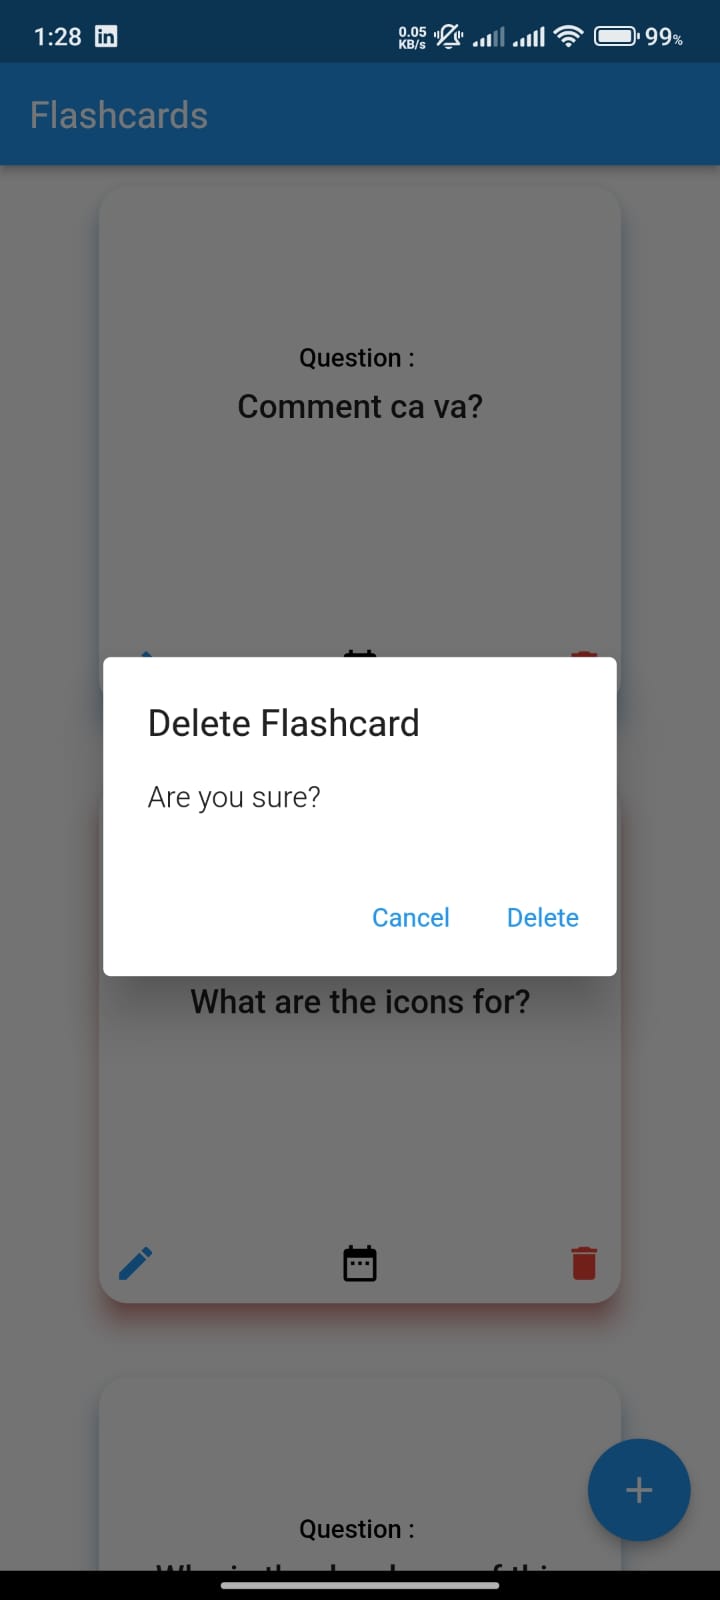 1:28 in 0.05 KB/s 99%
Flashcards
Question :
Comment ca va?
Delete Flashcard
Are you sure?
Cancel Delete
What are the icons for?
Question :